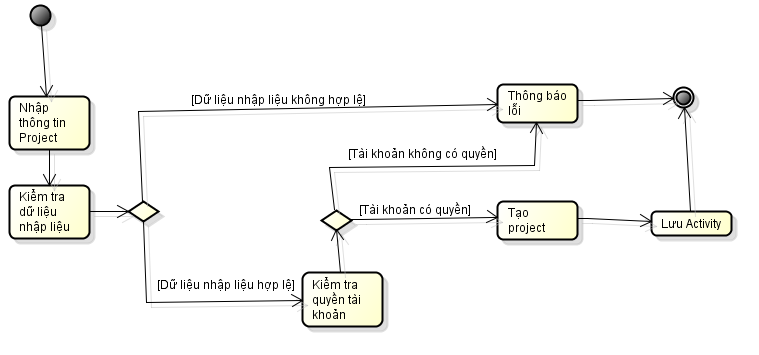 [Dữ liệu nhập liệu không hợp lệ]
Thông báo
lỗi
Nhập
thông tin
Project
[Tài khoản không có quyền]
Kiểm tra
dữ liệu
nhập liệu
[Tài khoản có quyền]
Tạo
project
Lưu Activity
[Dữ liệu nhập liệu hợp lệ]
Kiểm tra
quyền tài
khoản